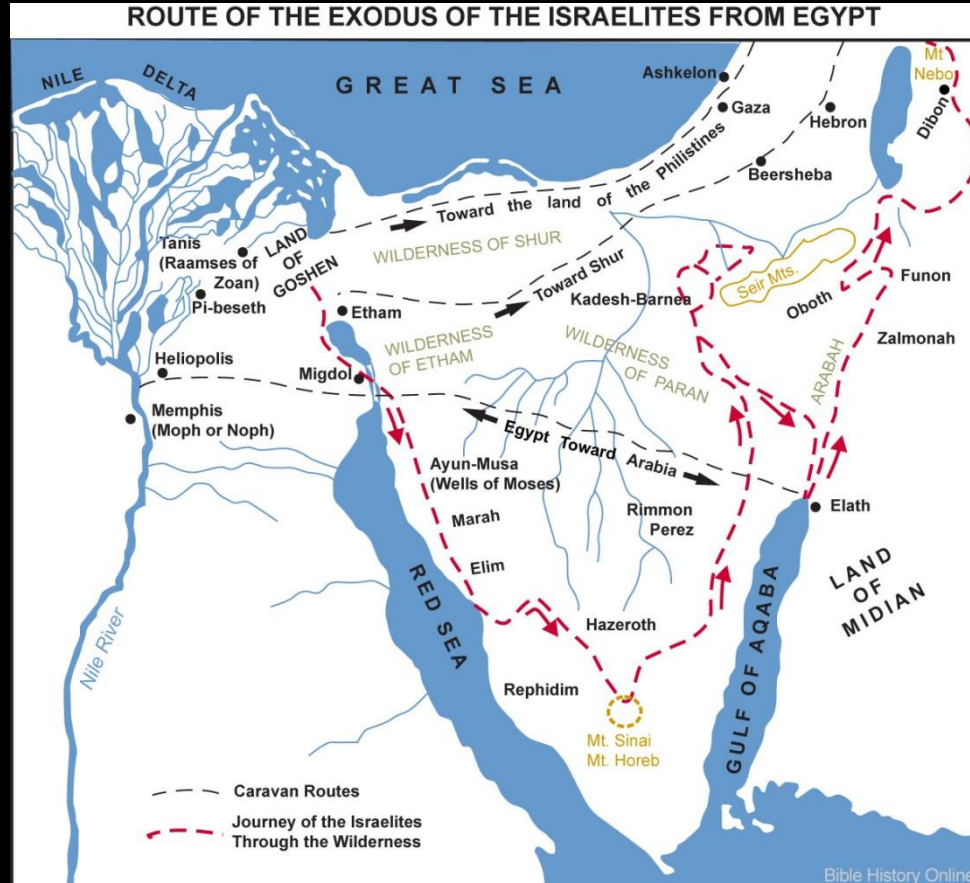 ROUTE OF THE EXODUS OF THE ISRAELITES FROM EGYPT
NILE DELTA
GREAT SEA
Ashkelon
Gaza
Hebron
Mt
Nebo
Dibon
Beersheba
Toward the land of the Philistines
WILDERNESS OF SHUR
Tanis
(Raamses of
Zoan)
LAND
OF
GOSHEN
Pi-beseth
Toward Shur
Kadesh-Barnea
Seir Mts.
Oboth
Funon
Etham
WILDERNESS
OF ETHAM
WILDERNESS
OF PARAN
Zalmonah
ARABAH
Heliopolis
Migdol
Memphis
(Moph or Noph)
Egypt Toward Arabia
Ayun-Musa
(Wells of Moses)
Marah
Rimmon
Perez
Elath
Elim
RED SEA
LAND
OF
MIDIAN
Hazeroth
GULF OF AQABA
Nile River
Rephidim
Mt. Sinai
Mt. Horeb
Caravan Routes
Journey of the Israelites
Through the Wilderness
Bible History Online